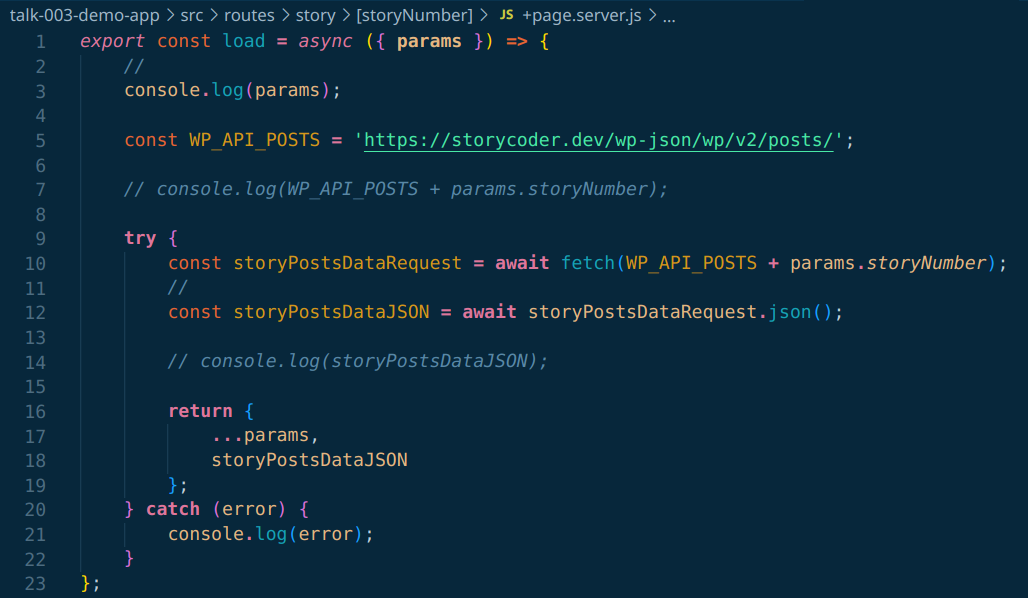 talk-003-demo-app > src > routes > story > [storyNumber] > JS +page.server.js > ...
1 export const load = async ({ params }) => {
2     //
3     console.log(params);
4
5     const WP_API_POSTS = 'https://storycoder.dev/wp-json/wp/v2/posts/';
6
7     // console.log(WP_API_POSTS + params.storyNumber);
8
9     try {
10         const storyPostsDataRequest = await fetch(WP_API_POSTS + params.storyNumber);
11         //
12         const storyPostsDataJSON = await storyPostsDataRequest.json();
13
14         // console.log(storyPostsDataJSON);
15
16         return {
17             ...params,
18             storyPostsDataJSON
19         };
20     } catch (error) {
21         console.log(error);
22     }
23 };